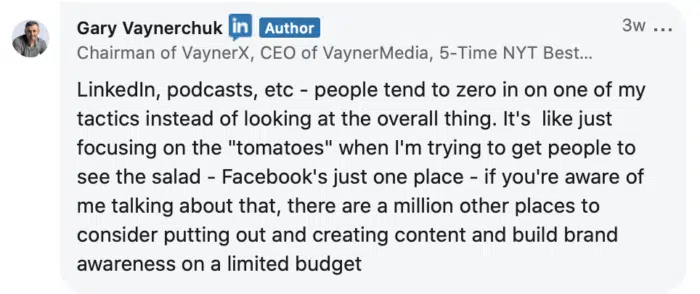 Gary Vaynerchuk in Author 3w ...
Chairman of VaynerX, CEO of VaynerMedia, 5-Time NYT Best...
LinkedIn, podcasts, etc - people tend to zero in on one of my
tactics instead of looking at the overall thing. It's  like just
focusing on the "tomatoes" when I'm trying to get people to
see the salad - Facebook's just one place - if you're aware of
me talking about that, there are a million other places to
consider putting out and creating content and build brand
awareness on a limited budget